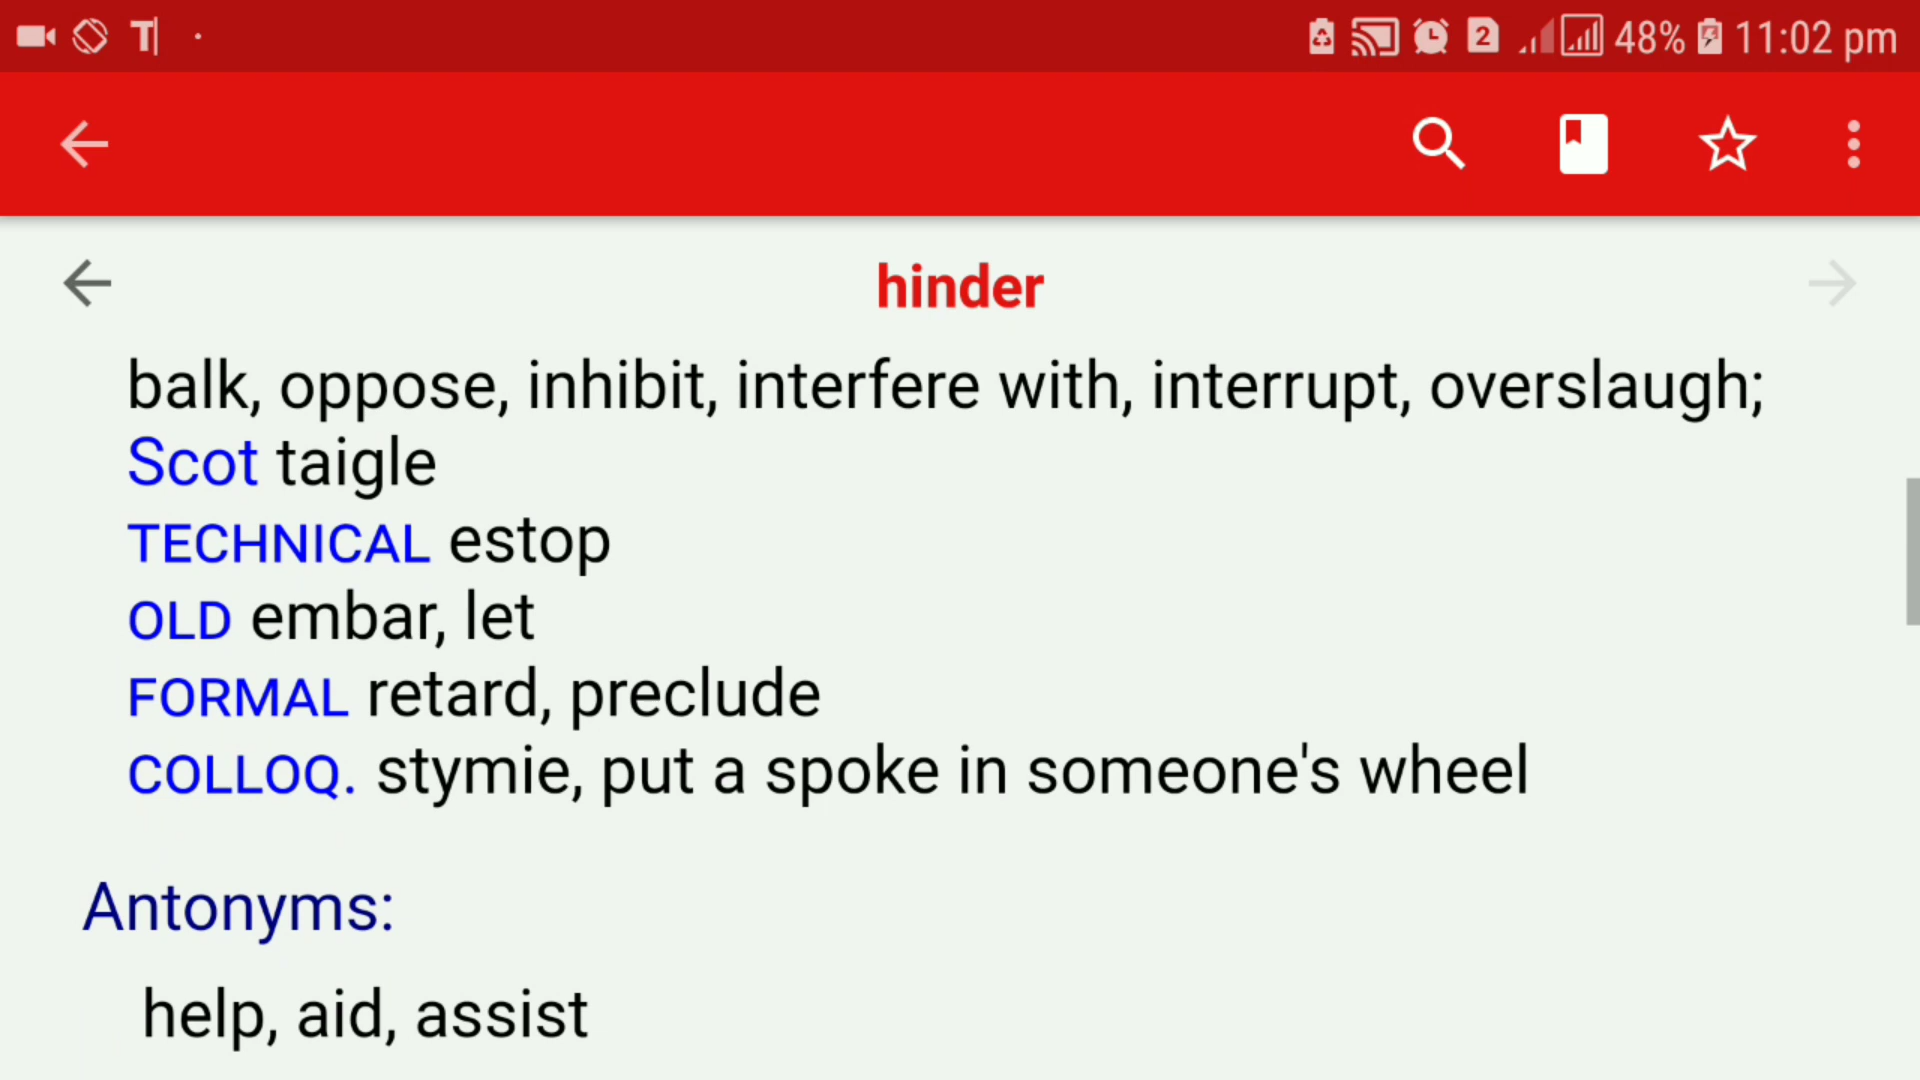 T
2 48% 11:02 pm
hinder
balk, oppose, inhibit, interfere with, interrupt, overslaugh;
Scot taigle
TECHNICAL estop
OLD embar, let
FORMAL retard, preclude
COLLOQ. stymie, put a spoke in someone's wheel
Antonyms:
help, aid, assist